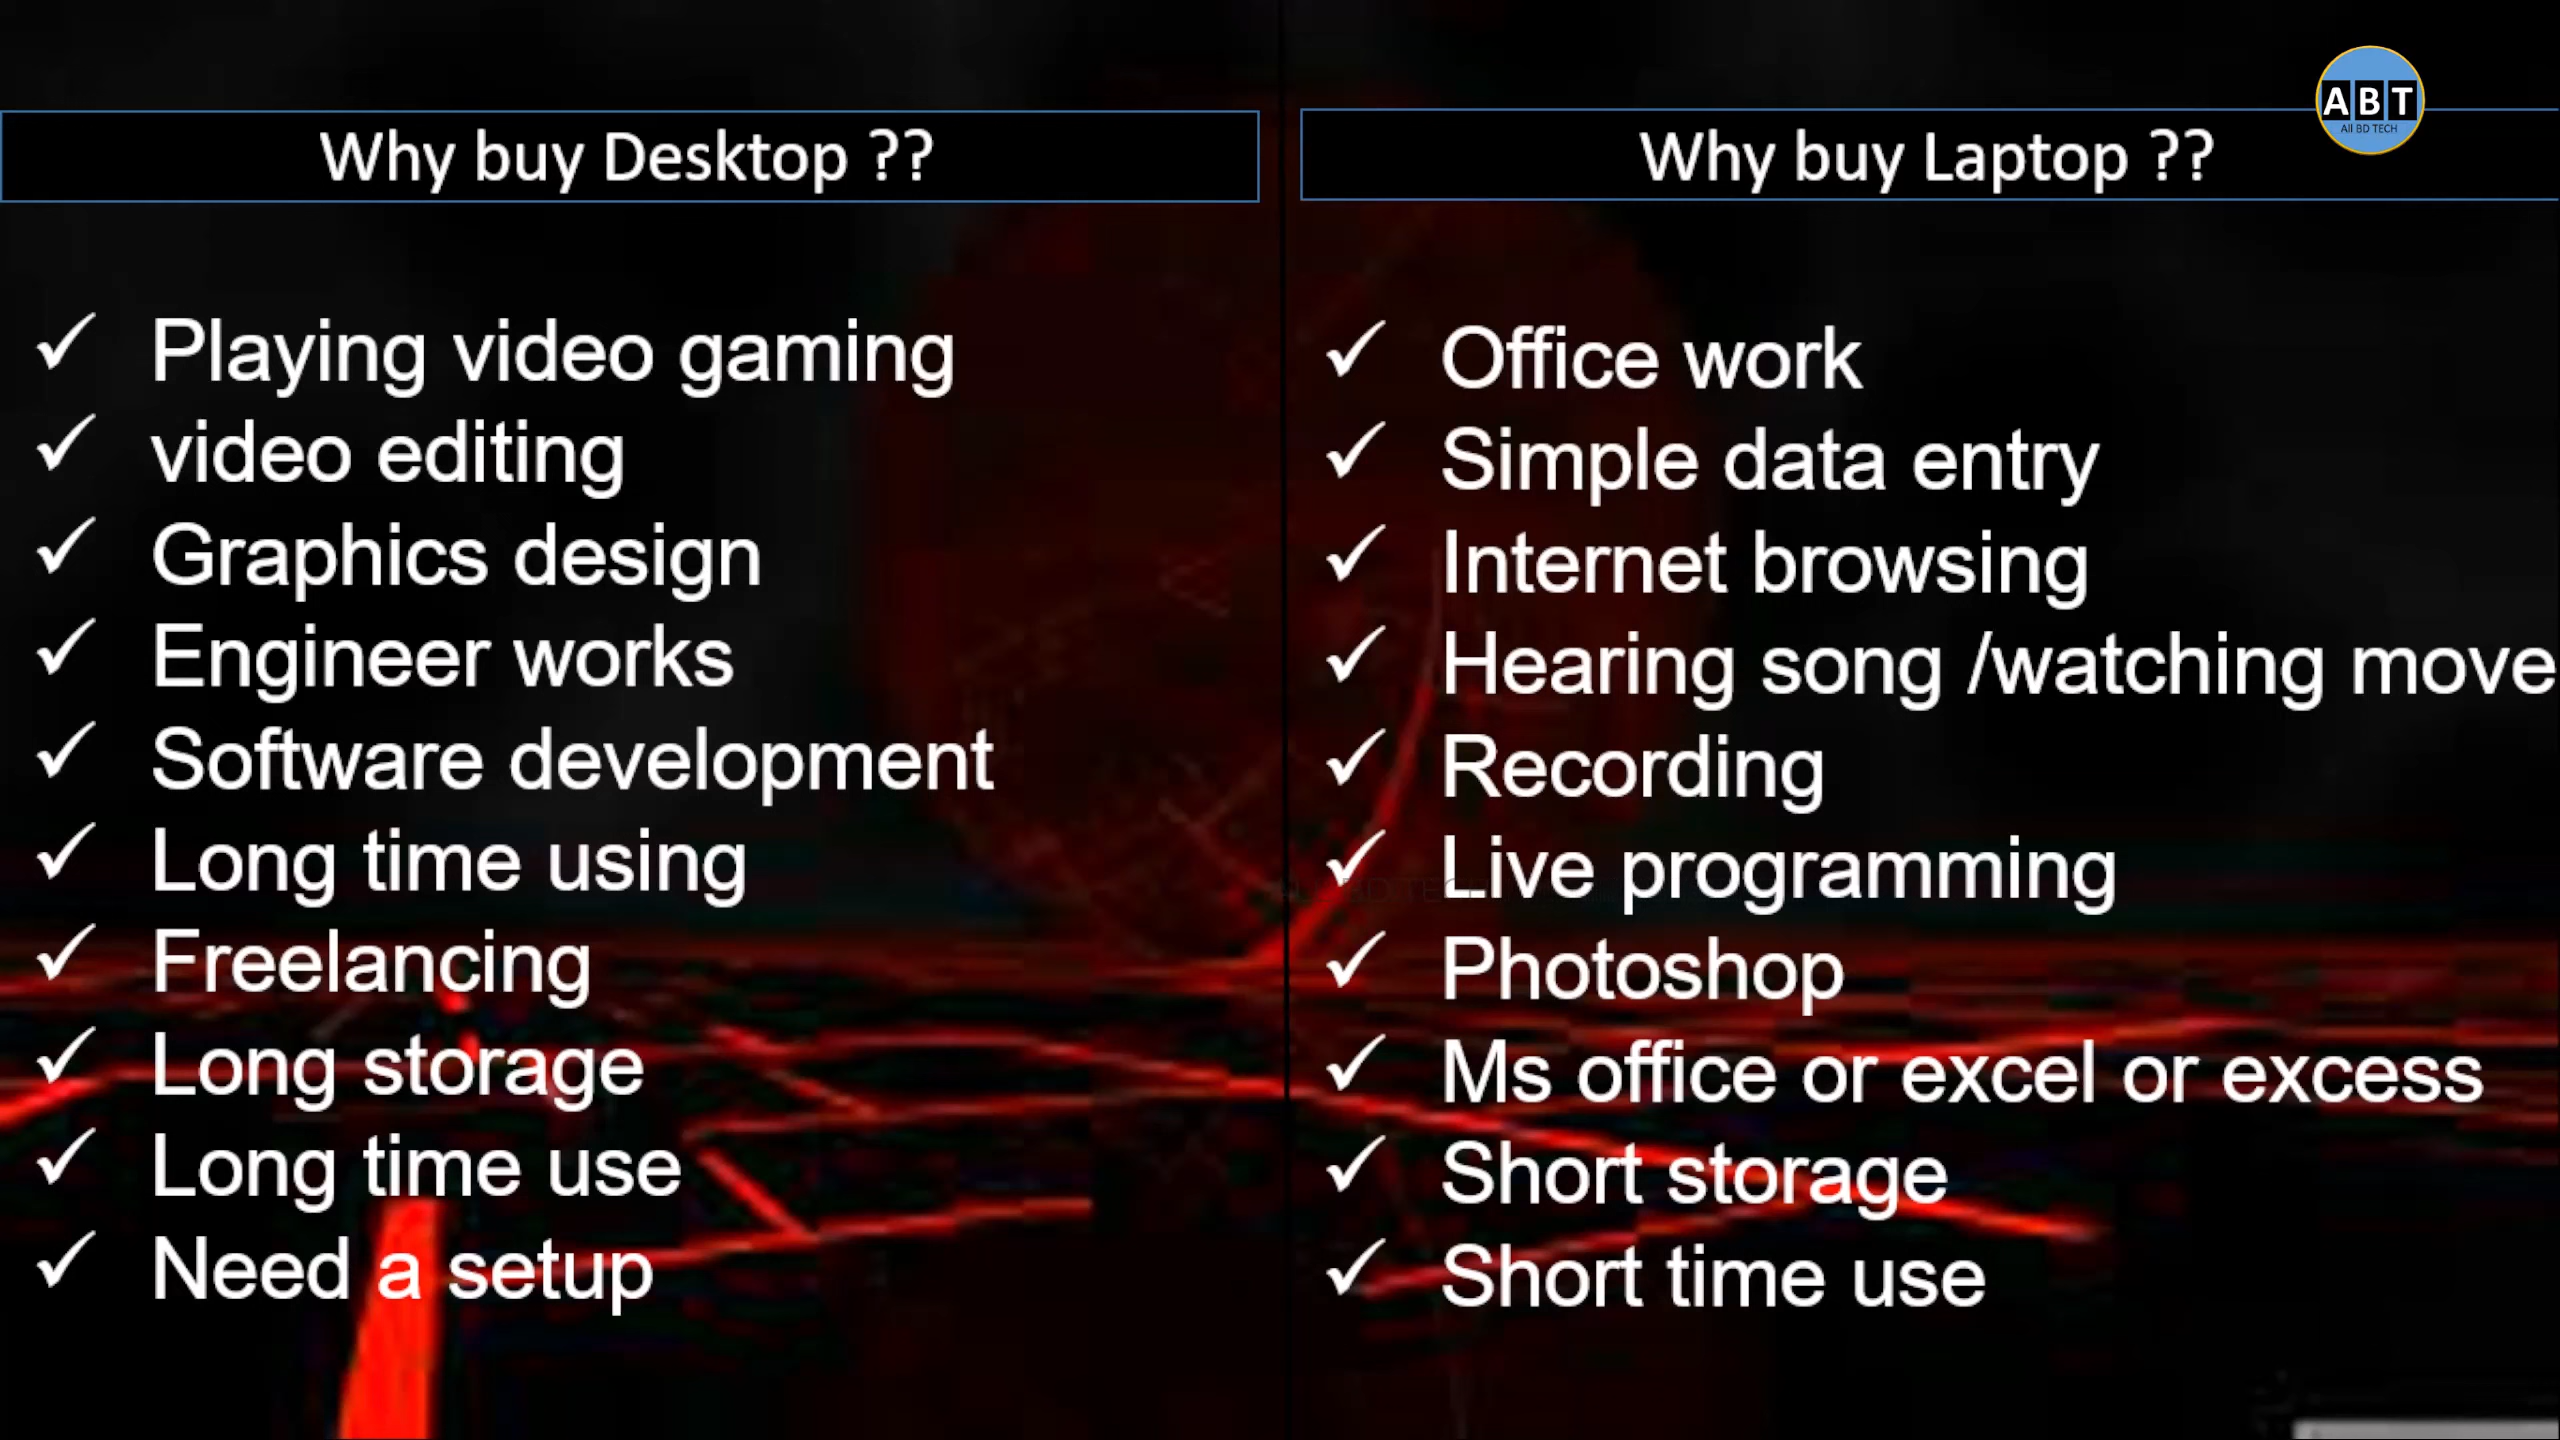 Why buy Desktop ??
Playing video gaming
video editing
Graphics design
Engineer works
Software development
Long time using
Freelancing
Long storage
Long time use
Need a setup
Why buy Laptop ??
Office work
Simple data entry
Internet browsing
Hearing song /watching move
Recording
Live programming
Photoshop
Ms office or excel or excess
Short storage
Short time use
ABT
All BD TECH